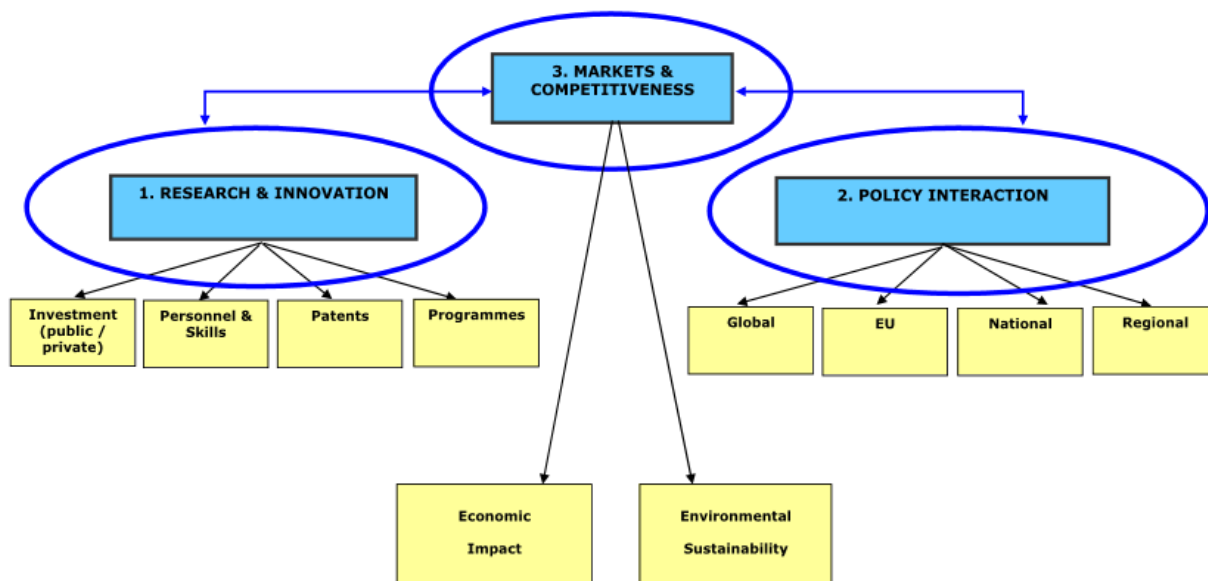 3. MARKETS &
COMPETITIVENESS
1. RESEARCH & INNOVATION
2. POLICY INTERACTION
Investment
(public /
private)
Personnel &
Skills
Patents
Programmes
Global
EU
National
Regional
Economic
Impact
Environmental
Sustainability